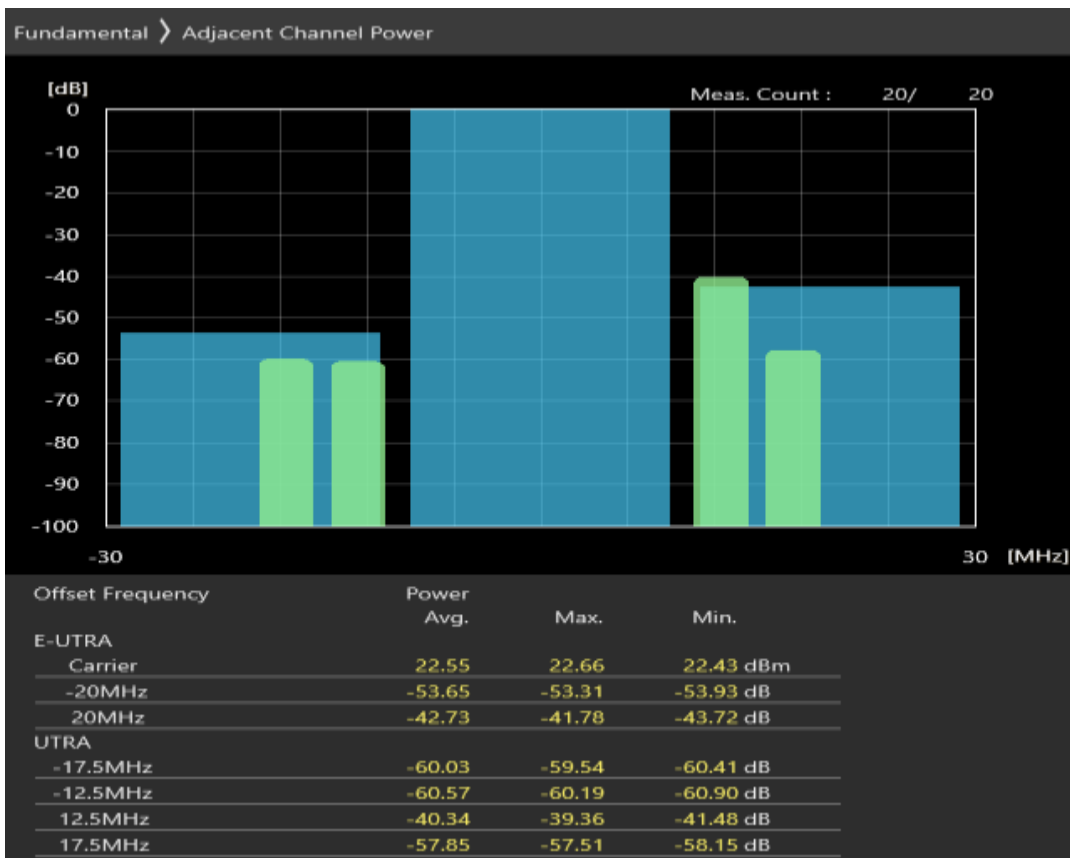 Fundamental 〉 Adjacent Channel Power
[dB]
Meas. Count : 20/ 20
0
-10
-20
-30
-40
-50
-60
-70
-80
-90
-100
-30 30 [MHz]
Offset Frequency Power
Avg. Max. Min.
E-UTRA
Carrier 22.55 22.66 22.43 dBm
-20MHz -53.65 -53.31 -53.93 dB
20MHz -42.73 -41.78 -43.72 dB
UTRA
-17.5MHz -60.03 -59.54 -60.41 dB
-12.5MHz -60.57 -60.19 -60.90 dB
12.5MHz -40.34 -39.36 -41.48 dB
17.5MHz -57.85 -57.51 -58.15 dB